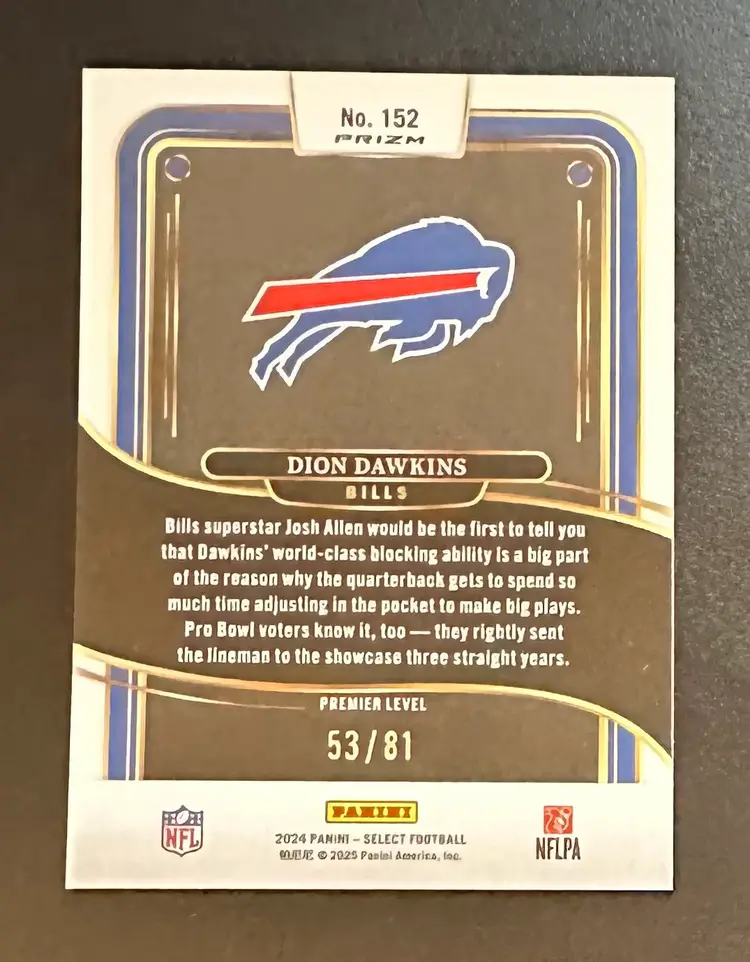 No. 152
PRIZM
DION DAWKINS
BILLS
Bills superstar Josh Allen would be the first to tell you
that Dawkins' world-class blocking ability is a big part
of the reason why the quarterback gets to spend so
much time adjusting in the pocket to make big plays.
Pro Bowl voters know it, too — they rightly sent
the lineman to the showcase three straight years.
PREMIER LEVEL
53/81
NFL
PANINI
2024 PANINI – SELECT FOOTBALL
© 2025 Panini America, Inc.
NFLPA